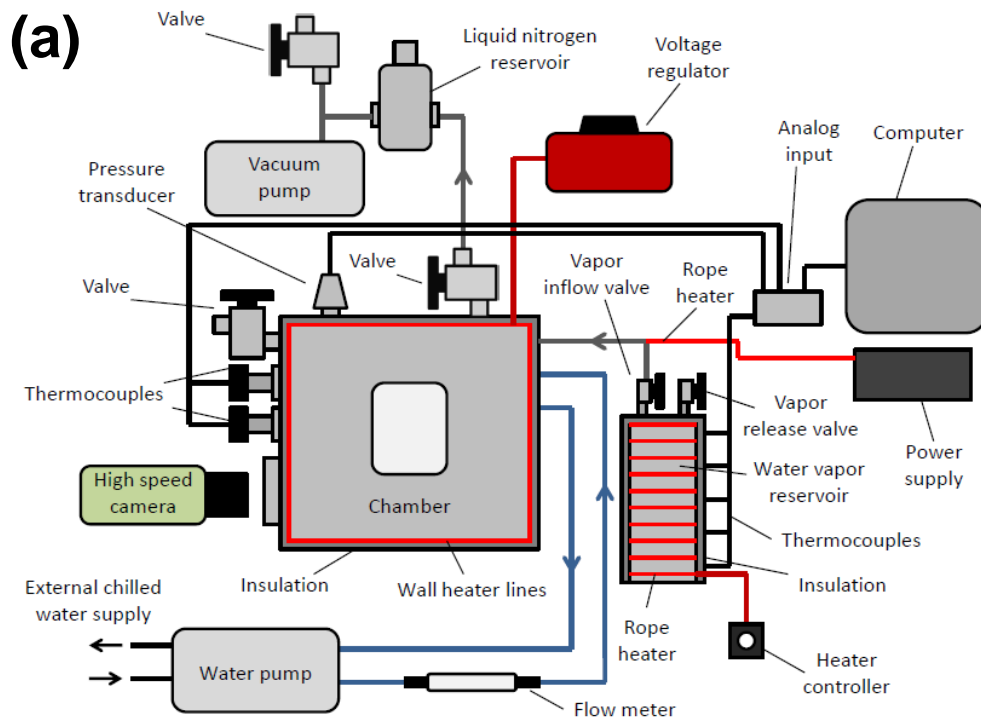 (a)
Valve
Liquid nitrogen
reservoir
Voltage
regulator
Analog
input
Computer
Vacuum
pump
Pressure
transducer
Valve
Valve
Vapor
inflow valve
Rope
heater
Thermocouples
Vapor
release valve
Power
supply
High speed
camera
Chamber
Water vapor
reservoir
Thermocouples
Insulation
Wall heater lines
Insulation
External chilled
water supply
Rope
heater
Water pump
Heater
controller
Flow meter